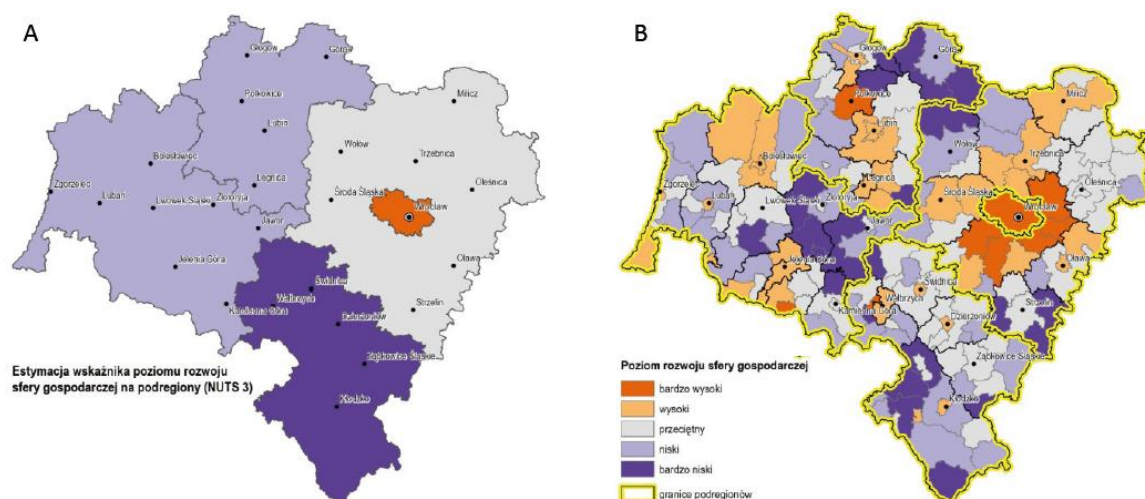 A
Głogów
Góra
Polkowice
Milicz
Lubin
Wołów
Trzebnica
Bolesławiec
Legnica
Oleśnica
Zgorzelec
Lubań
Lwówek Śląski
Złotoryja
Środa Śląska
Wrocław
Jawor
Jelenia Góra
Oława
Świdnica
Wałbrzych
Kamienna Góra
Dzierżoniów
Strzelin
Ząbkowice Śląskie
Kłodzko
Estymacja wskaźnika poziomu rozwoju
sfery gospodarczej na podregiony (NUTS 3)
B
Głogów
Góra
Polkowice
Milicz
Lubin
Wołów
Trzebnica
Bolesławiec
Legnica
Oleśnica
Zgorzelec
Lubań
Lwówek Śląski
Złotoryja
Środa Śląska
Wrocław
Jawor
Jelenia Góra
Oława
Świdnica
Wałbrzych
Kamienna Góra
Dzierżoniów
Strzelin
Ząbkowice Śląskie
Kłodzko
Poziom rozwoju sfery gospodarczej
bardzo wysoki
wysoki
przeciętny
niski
bardzo niski
granice podregionów